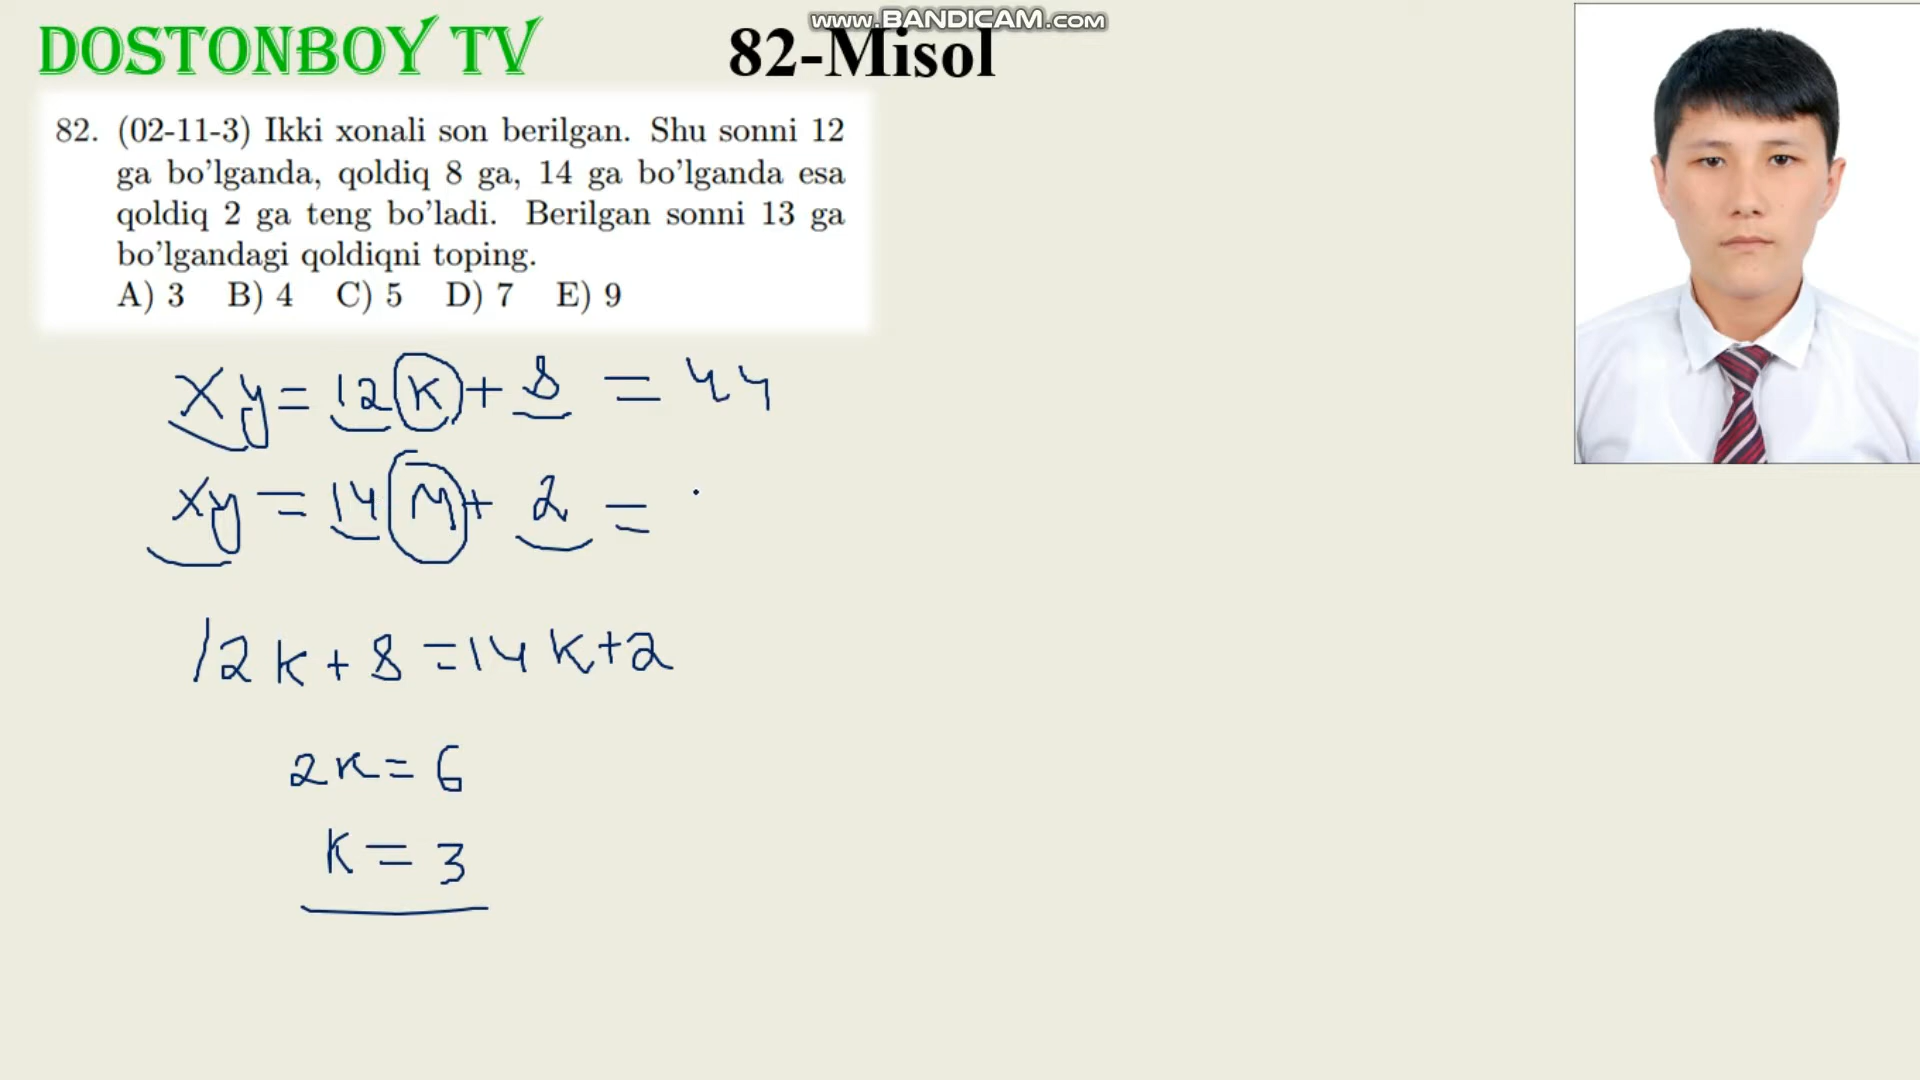 www.BANDICAM.com
DOSTONBOY TV
82-Misol
82. (02-11-3) Ikki xonali son berilgan. Shu sonni 12
ga bo’lganda, qoldiq 8 ga, 14 ga bo’lganda esa
qoldiq 2 ga teng bo’ladi. Berilgan sonni 13 ga
bo’lgandagi qoldiqni toping.
A) 3 B) 4 C) 5 D) 7 E) 9
xy = 12k + 8 = 44
xy = 14m + 2 =
12k + 8 = 14k + 2
2k = 6
k = 3